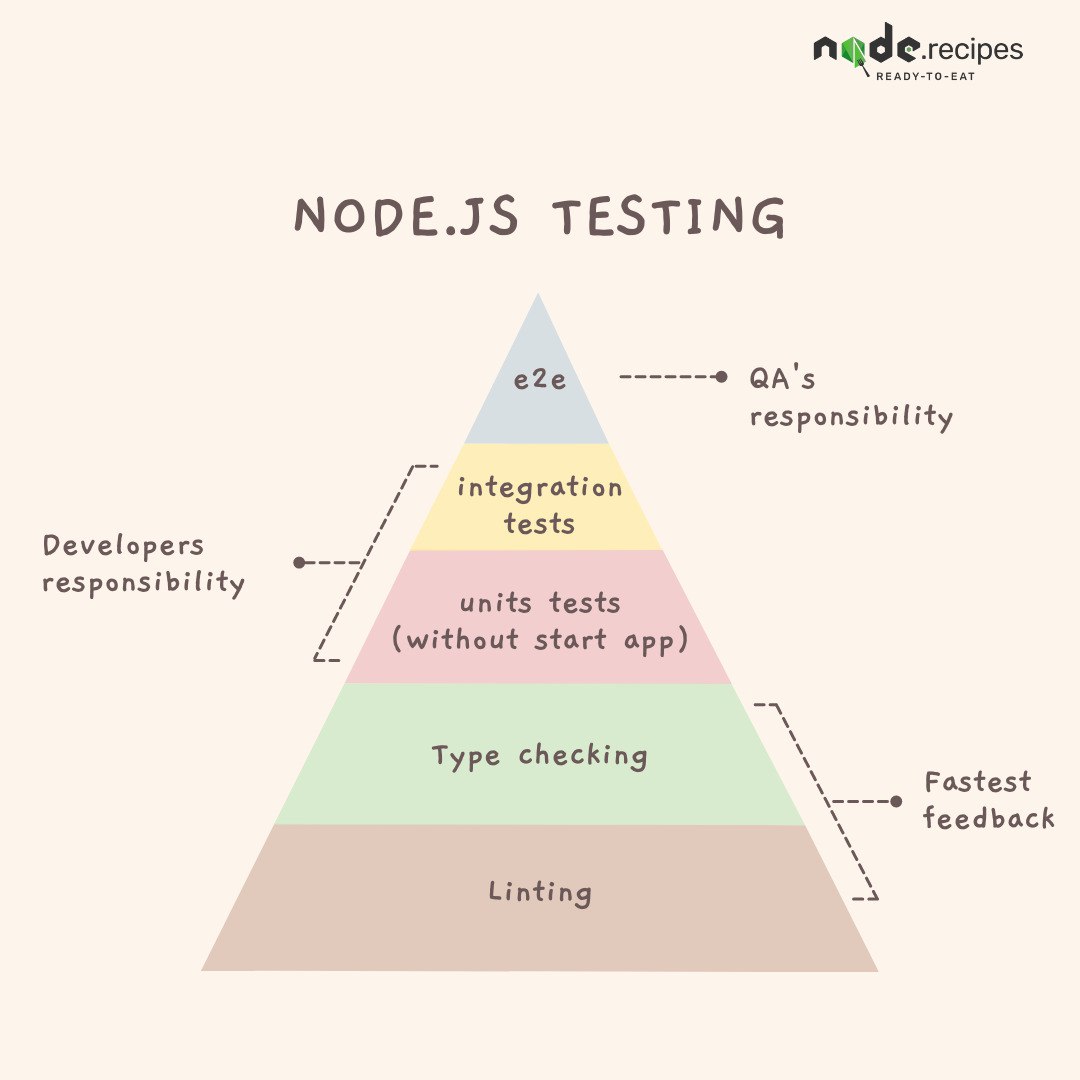 node.recipes
READY-TO-EAT
NODE.JS TESTING
e2e
QA's
responsibility
integration
tests
Developers
responsibility
units tests
(without start app)
Type checking
Fastest
feedback
Linting